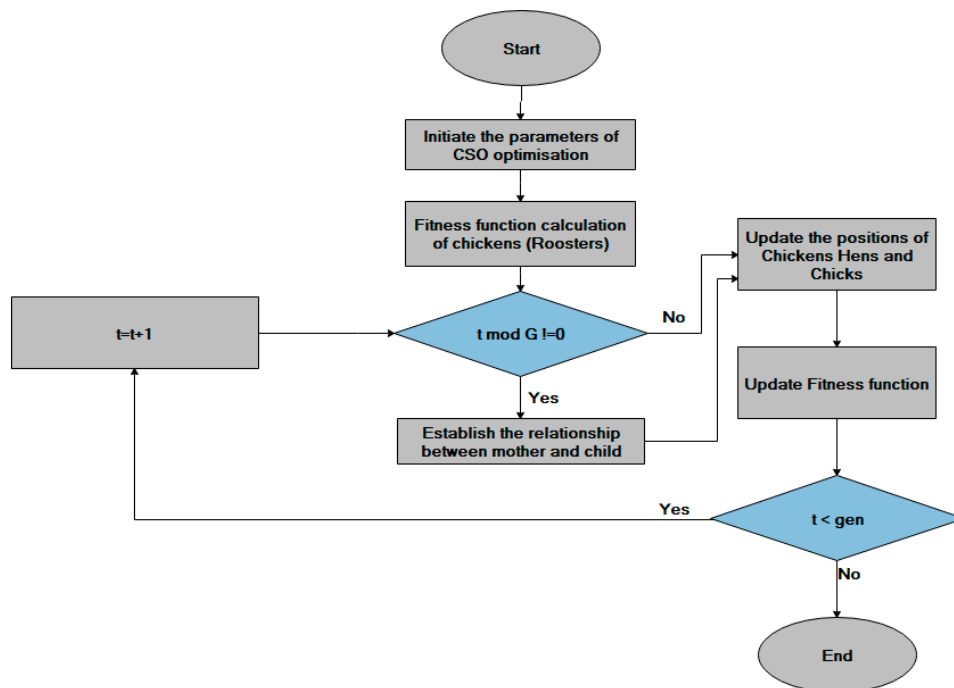 Start
Initiate the parameters of
CSO optimisation
Fitness function calculation
of chickens (Roosters)
Update the positions of
Chickens Hens and
Chicks
t=t+1
t mod G !=0
No
Yes
Update Fitness function
Establish the relationship
between mother and child
Yes
t < gen
No
End